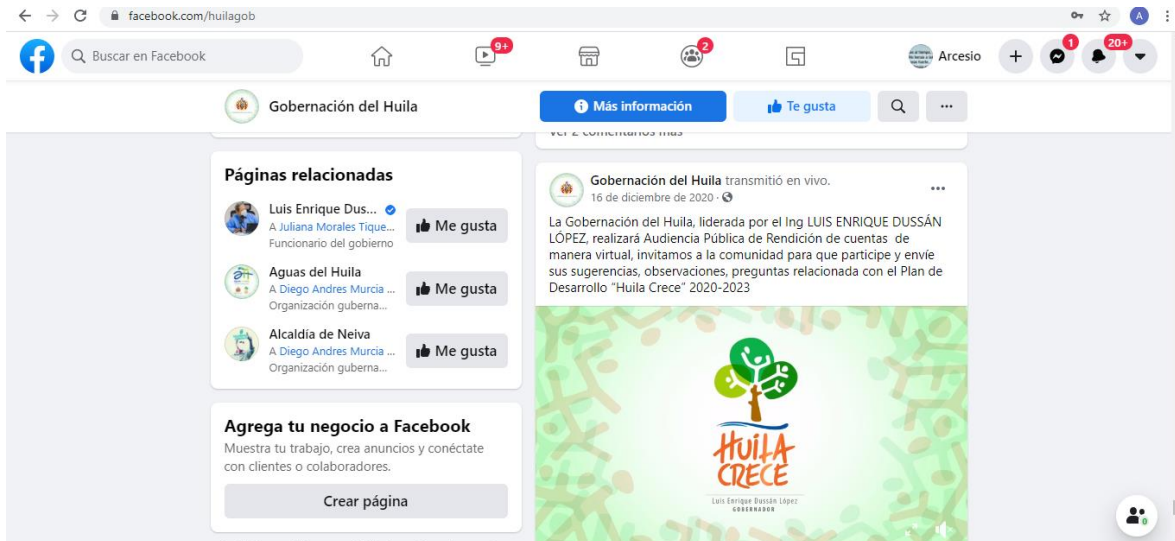 facebook.com/huilagob
A
Buscar en Facebook
9+
2
Arcesio
1
20+
Gobernación del Huila
Más información
Te gusta
Ver 2 comentarios más
Páginas relacionadas
Luis Enrique Dus...
A Juliana Morales Tique...
Funcionario del gobierno
Me gusta
Aguas del Huila
A Diego Andres Murcia ...
Organización guberna...
Me gusta
Alcaldía de Neiva
A Diego Andres Murcia ...
Organización guberna...
Me gusta
Agrega tu negocio a Facebook
Muestra tu trabajo, crea anuncios y conéctate
con clientes o colaboradores.
Crear página
Gobernación del Huila transmitió en vivo.
16 de diciembre de 2020 ·
La Gobernación del Huila, liderada por el Ing LUIS ENRIQUE DUSSÁN
LÓPEZ, realizará Audiencia Pública de Rendición de cuentas de
manera virtual, invitamos a la comunidad para que participe y envíe
sus sugerencias, observaciones, preguntas relacionada con el Plan de
Desarrollo "Huila Crece" 2020-2023
HUILA
CRECE
Luis Enrique Dussán López
GOBERNADOR
0